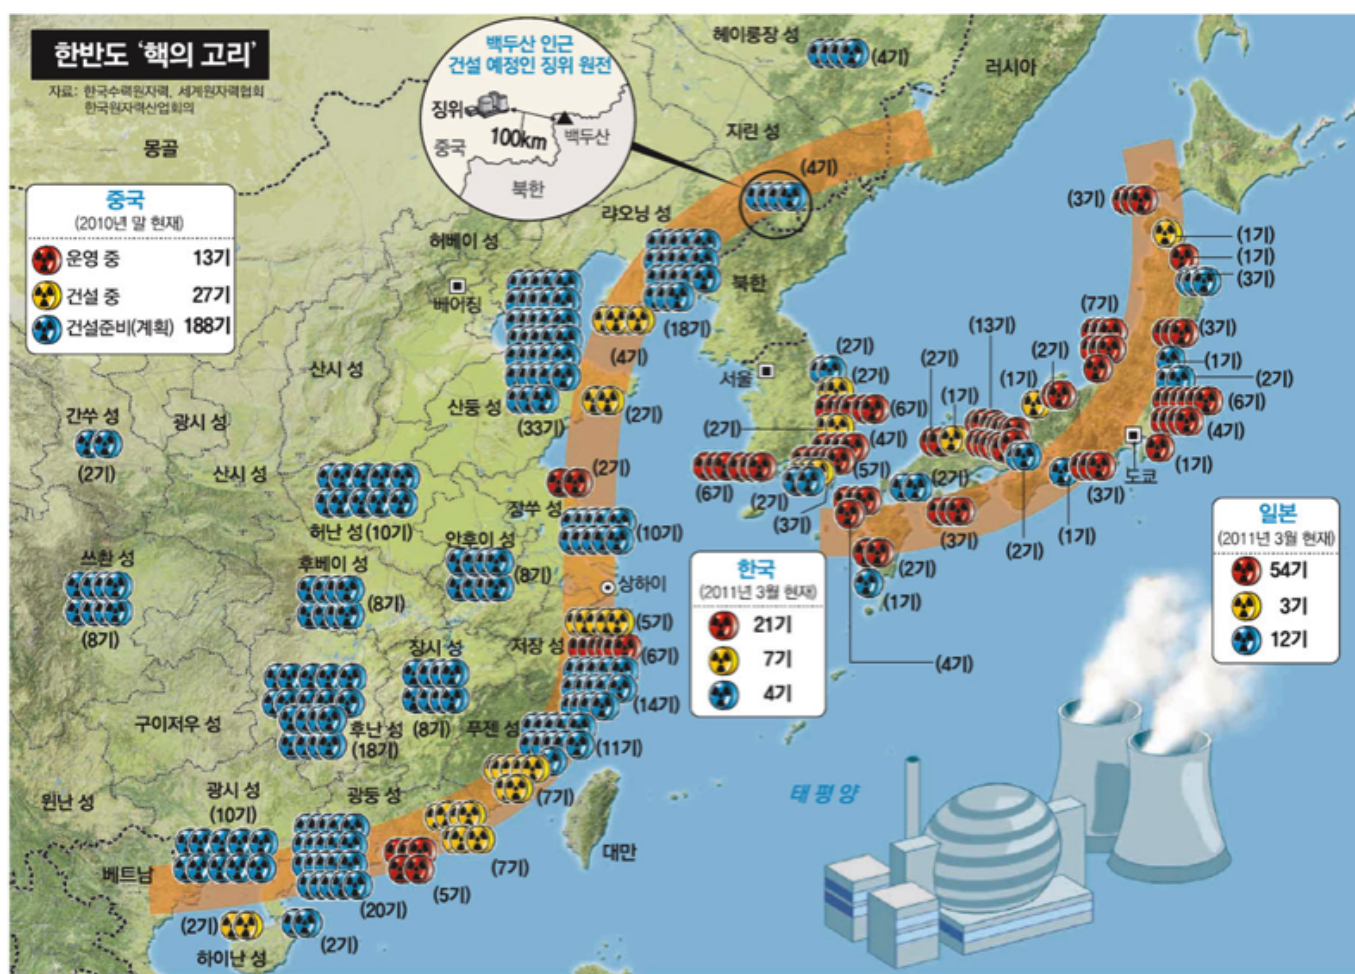 한반도 ‘핵의 고리’
자료: 한국수력원자력, 세계원자력협회
한국원자력산업회의
백두산 인근
건설 예정인 징위 원전
징위
100km
백두산
중국
북한
헤이룽장 성
(4기)
러시아
지린 성
(4기)
몽골
중국
(2010년 말 현재)
운영 중 13기
건설 중 27기
건설준비(계획) 188기
랴오닝 성
허베이 성
베이징
북한
(18기)
(4기)
산시 성
산둥 성
(33기)
(2기)
간쑤 성
(2기)
광시 성
산시 성
허난 성(10기)
(2기)
장쑤 성
(10기)
안후이 성
(8기)
쓰촨 성
(8기)
후베이 성
(8기)
상하이
(5기)
저장 성
(6기)
(14기)
장시 성
(8기)
구이저우 성
후난 성
(18기)
푸젠 성
(11기)
(7기)
윈난 성
광시 성
(10기)
광둥 성
(7기)
(5기)
(20기)
대만
베트남
(2기)
(2기)
하이난 성
서울
(2기)
(2기)
(6기)
(2기)
(4기)
(5기)
(6기)
(2기)
(3기)
(3기)
(1기)
(1기)
(3기)
(7기)
(3기)
(13기)
(2기)
(2기)
(1기)
(1기)
(1기)
(2기)
(6기)
(4기)
(1기)
도쿄
(3기)
(1기)
(2기)
(2기)
(3기)
(2기)
(1기)
(4기)
한국
(2011년 3월 현재)
21기
7기
4기
일본
(2011년 3월 현재)
54기
3기
12기
태평양